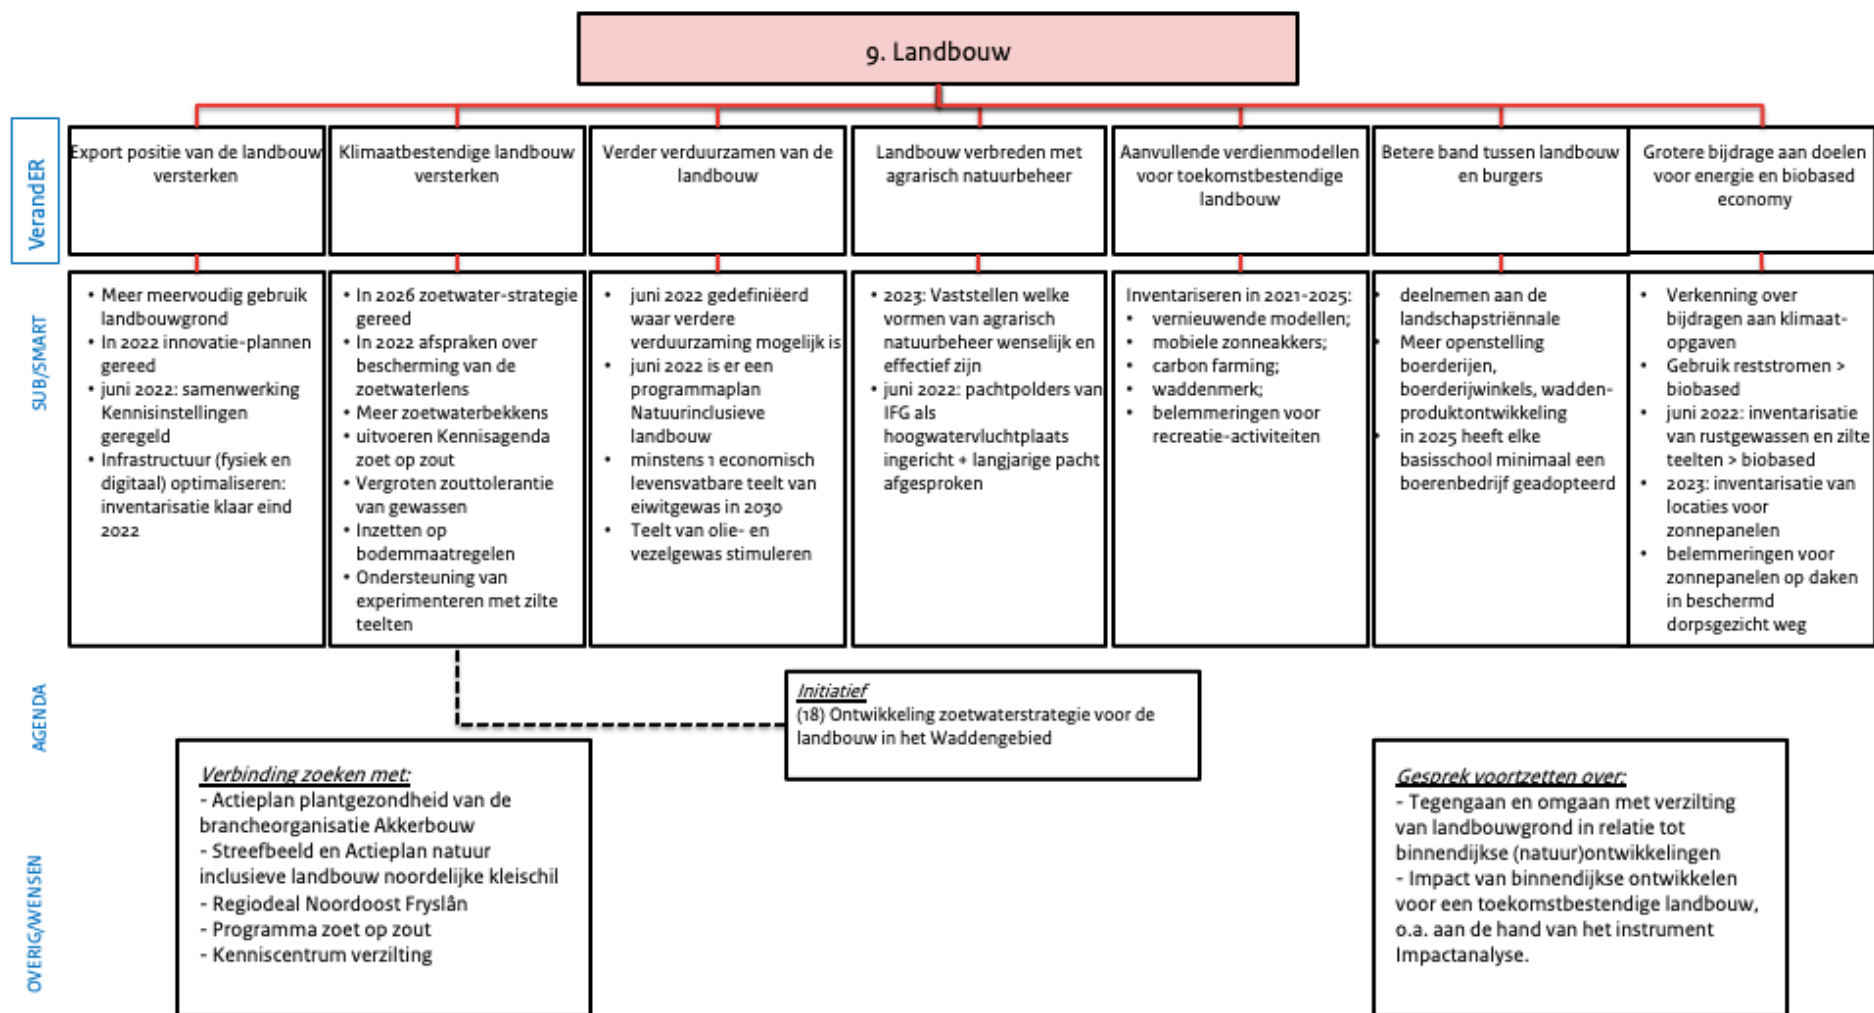 9. Landbouw
VerandER
Export positie van de landbouw
versterken
Klimaatbestendige landbouw
versterken
Verder verduurzamen van de
landbouw
Landbouw verbreden met
agrarisch natuurbeheer
Aanvullende verdienmodellen
voor toekomstbestendige
landbouw
Betere band tussen landbouw
en burgers
Grotere bijdrage aan doelen
voor energie en biobased
economy
SUB/SMART
• Meer meervoudig gebruik
landbouwgrond
• In 2022 innovatie-plannen
gereed
• juni 2022: samenwerking
Kennisinstellingen
geregeld
• Infrastructuur (fysiek en
digitaal) optimaliseren:
inventarisatie klaar eind
2022
• In 2026 zoetwater-strategie
gereed
• In 2022 afspraken over
bescherming van de
zoetwaterlens
• Meer zoetwaterbekkens
• uitvoeren Kennisagenda
zoet op zout
• Vergroten zouttolerantie
van gewassen
• Inzetten op
bodemmaatregelen
• Ondersteuning van
experimenteren met zilte
teelten
• juni 2022 gedefiniëerd
waar verdere
verduurzaming mogelijk is
• juni 2022 is er een
programmaplan
Natuurinclusieve
landbouw
• minstens 1 economisch
levensvatbare teelt van
eiwitgewas in 2030
• Teelt van olie- en
vezelgewas stimuleren
• 2023: Vaststellen welke
vormen van agrarisch
natuurbeheer wenselijk en
effectief zijn
• juni 2022: pachtpolders van
IFG als
hoogwatervluchtplaats
ingericht + langjarige pacht
afgesproken
Inventariseren in 2021-2025:
• vernieuwende modellen;
• mobiele zonneakkers;
• carbon farming;
• waddenmerk;
• belemmeringen voor
recreatie-activiteiten
• deelnemen aan de
landschapstriënnale
• Meer openstelling
boerderijen,
boerderijwinkels, wadden-
produktontwikkeling
• in 2025 heeft elke
basisschool minimaal een
boerenbedrijf geadopteerd
• Verkenning over
bijdragen aan klimaat-
opgaven
• Gebruik reststromen >
biobased
• juni 2022: inventarisatie
van rustgewassen en zilte
teelten > biobased
• 2023: inventarisatie van
locaties voor
zonnepanelen
• belemmeringen voor
zonnepanelen op daken
in beschermd
dorpsgezicht weg
AGENDA
Initiatief
(18) Ontwikkeling zoetwaterstrategie voor de
landbouw in het Waddengebied
OVERIG/WENSEN
Verbinding zoeken met:
- Actieplan plantgezondheid van de
brancheorganisatie Akkerbouw
- Streefbeeld en Actieplan natuur
inclusieve landbouw noordelijke kleischil
- Regiodeal Noordoost Fryslân
- Programma zoet op zout
- Kenniscentrum verzilting
Gesprek voortzetten over:
- Tegengaan en omgaan met verzilting
van landbouwgrond in relatie tot
binnendijkse (natuur)ontwikkelingen
- Impact van binnendijkse ontwikkelen
voor een toekomstbestendige landbouw,
o.a. aan de hand van het instrument
Impactanalyse.